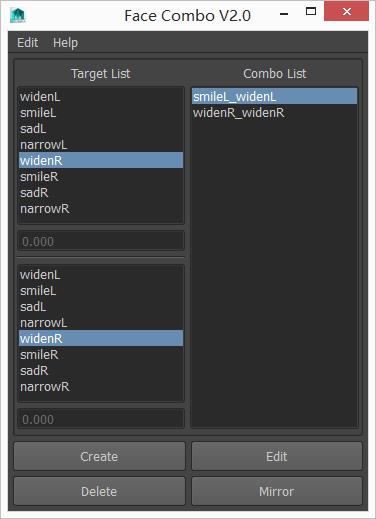 Face Combo V2.0
Edit Help
Target List
widenL
smileL
sadL
narrowL
widenR
smileR
sadR
narrowR
0.000
widenL
smileL
sadL
narrowL
widenR
smileR
sadR
narrowR
0.000
Combo List
smileL_widenL
widenR_widenR
Create
Edit
Delete
Mirror